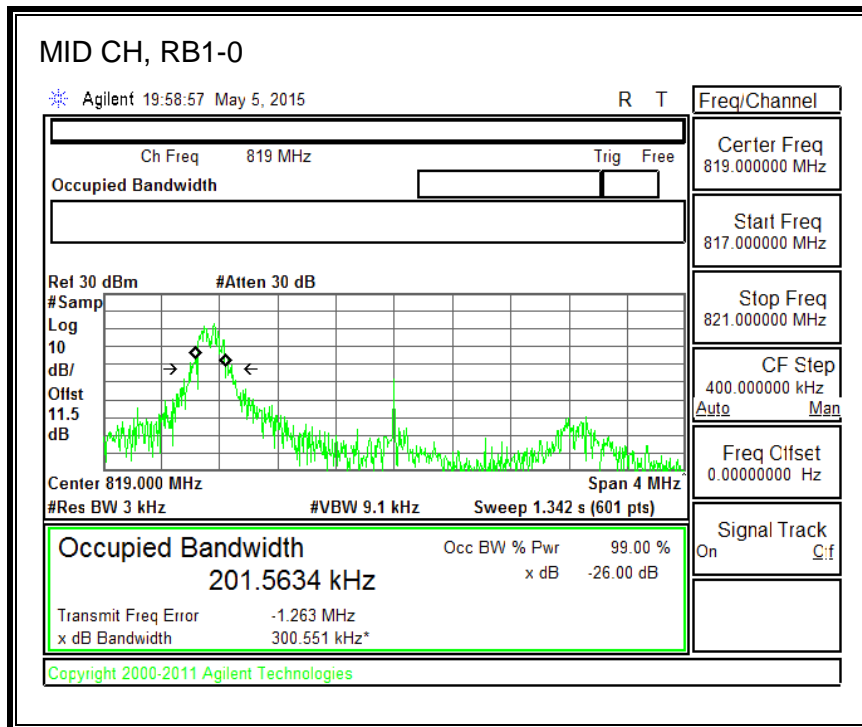 MID CH, RB1-0
Agilent 19:58:57 May 5, 2015 R T
Freq/Channel
Ch Freq 819 MHz Trig Free
Occupied Bandwidth
Center Freq
819.000000 MHz
Start Freq
817.000000 MHz
Stop Freq
821.000000 MHz
CF Step
400.000000 kHz
Auto Man
Freq Offset
0.00000000 Hz
Signal Track
On Off
Ref 30 dBm #Atten 30 dB
#Samp
Log
10
dB/
Offst
11.5
dB
Center 819.000 MHz Span 4 MHz
#Res BW 3 kHz #VBW 9.1 kHz Sweep 1.342 s (601 pts)
Occupied Bandwidth Occ BW % Pwr 99.00 %
201.5634 kHz x dB -26.00 dB
Transmit Freq Error -1.263 MHz
x dB Bandwidth 300.551 kHz*
Copyright 2000-2011 Agilent Technologies